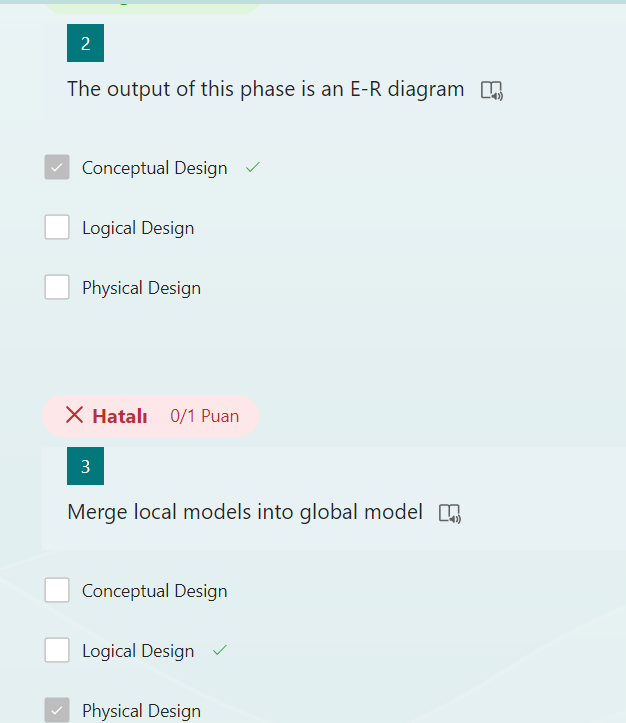 2
The output of this phase is an E-R diagram
Conceptual Design
Logical Design
Physical Design
Hatalı 0/1 Puan
3
Merge local models into global model
Conceptual Design
Logical Design
Physical Design